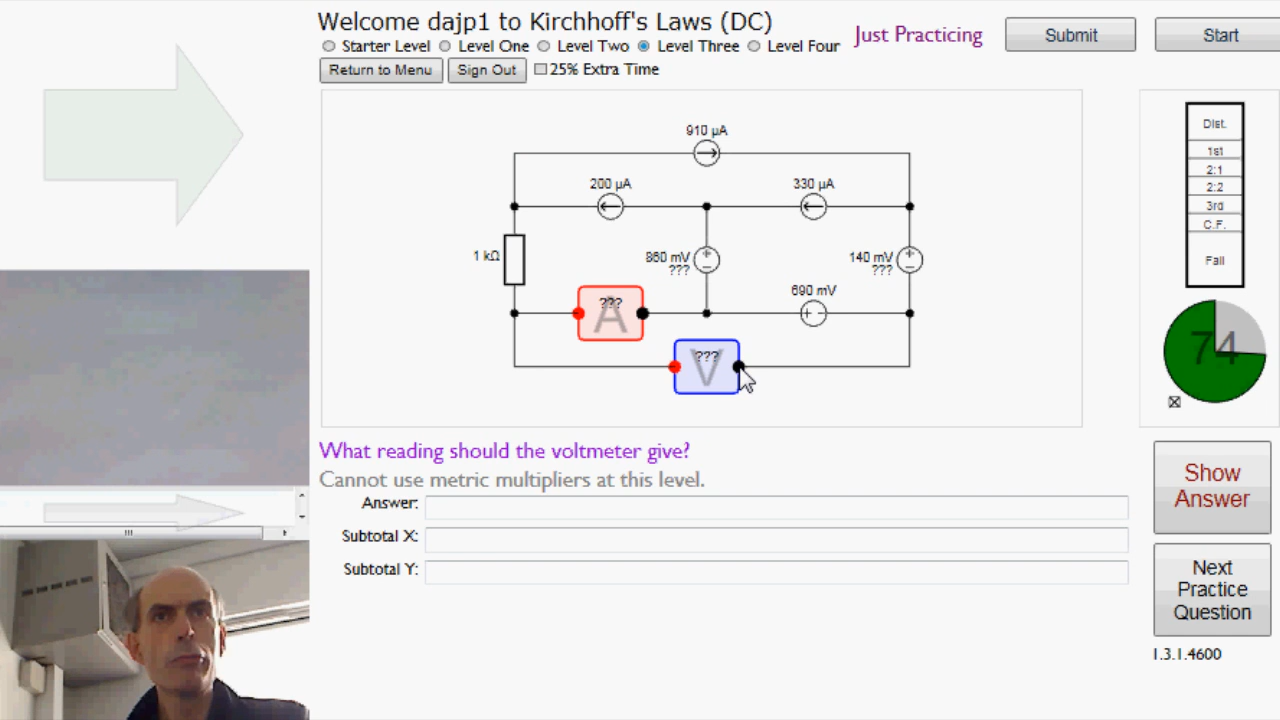 Welcome dajp1 to Kirchhoff's Laws (DC)
Starter Level Level One Level Two Level Three Level Four
Just Practicing
Submit
Start
Return to Menu Sign Out 25% Extra Time
910 µA
200 µA 330 µA
1 kΩ
860 mV
???
140 mV
???
690 mV
???
A
???
V
Dist.
1st
2:1
2:2
3rd
C.F.
Fail
74
What reading should the voltmeter give?
Cannot use metric multipliers at this level.
Answer:
Subtotal X:
Subtotal Y:
Show
Answer
Next
Practice
Question
1.3.1.4600